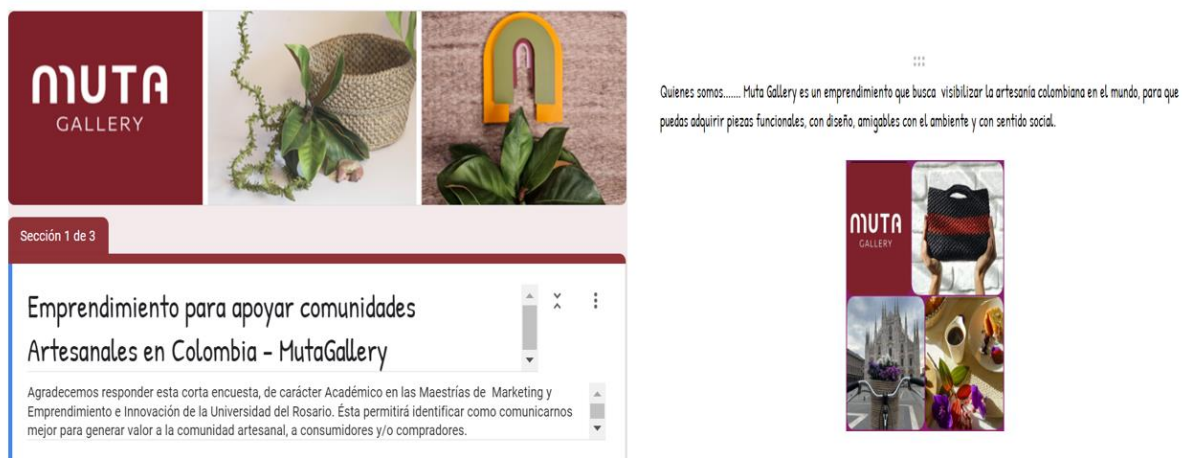 MUTA
GALLERY
Sección 1 de 3
Emprendimiento para apoyar comunidades
Artesanales en Colombia - MutaGallery
Agradecemos responder esta corta encuesta, de carácter Académico en las Maestrías de Marketing y
Emprendimiento e Innovación de la Universidad del Rosario. Ésta permitirá identificar como comunicarnos
mejor para generar valor a la comunidad artesanal, a consumidores y/o compradores.
Quienes somos....... Muta Gallery es un emprendimiento que busca visibilizar la artesanía colombiana en el mundo, para que
puedas adquirir piezas funcionales, con diseño, amigables con el ambiente y con sentido social.
MUTA
GALLERY